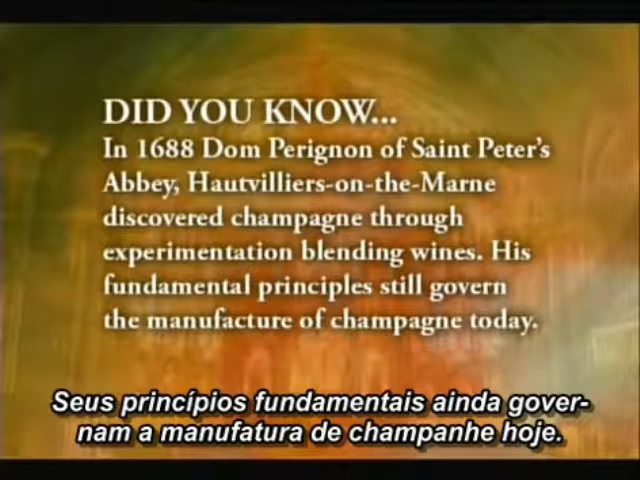 DID YOU KNOW...
In 1688 Dom Perignon of Saint Peter's
Abbey, Hautvilliers-on-the-Marne
discovered champagne through
experimentation blending wines. His
fundamental principles still govern
the manufacture of champagne today.
Seus princípios fundamentais ainda gover-
nam a manufatura de champanhe hoje.